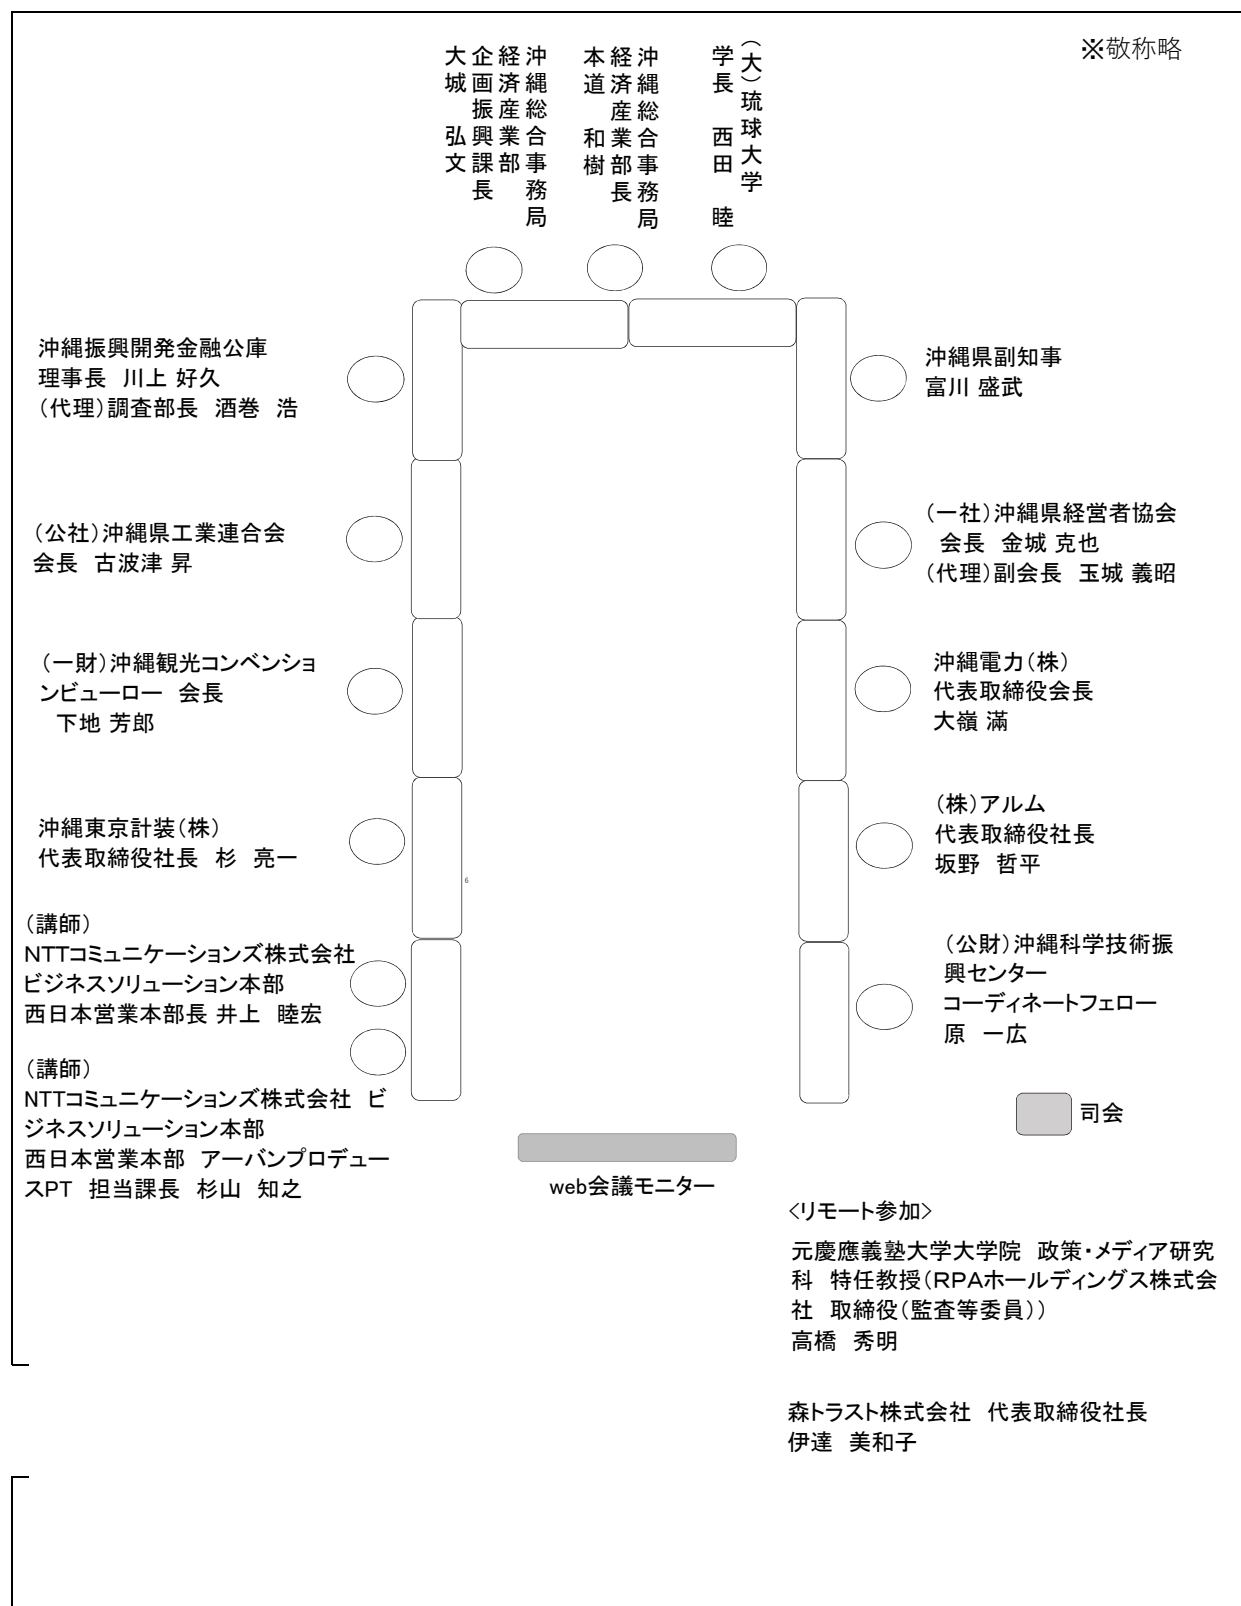 ※敬称略
(大)琉球大学
学長　西田　睦
沖縄総合事務局
経済産業部長
本道　和樹
沖縄総合事務局
経済産業部
企画振興課長
大城　弘文
沖縄振興開発金融公庫
理事長　川上 好久
(代理)調査部長　酒巻　浩
(公社)沖縄県工業連合会
会長　古波津 昇
(一財)沖縄観光コンベンショ
ンビューロー　会長
下地 芳郎
沖縄東京計装(株)
代表取締役社長　杉　亮一
6
(講師)
NTTコミュニケーションズ株式会社
ビジネスソリューション本部
西日本営業本部長 井上　睦宏
(講師)
NTTコミュニケーションズ株式会社　ビ
ジネスソリューション本部
西日本営業本部　アーバンプロデュー
スPT　担当課長　杉山　知之
沖縄県副知事
富川 盛武
(一社)沖縄県経営者協会
会長　金城 克也
(代理)副会長　玉城 義昭
沖縄電力(株)
代表取締役会長
大嶺 滿
(株)アルム
代表取締役社長
坂野　哲平
(公財)沖縄科学技術振
興センター
コーディネートフェロー
原　一広
司会
web会議モニター
<リモート参加>
元慶應義塾大学大学院　政策・メディア研究
科　特任教授(RPAホールディングス株式会
社　取締役(監査等委員))
高橋　秀明
森トラスト株式会社　代表取締役社長
伊達　美和子